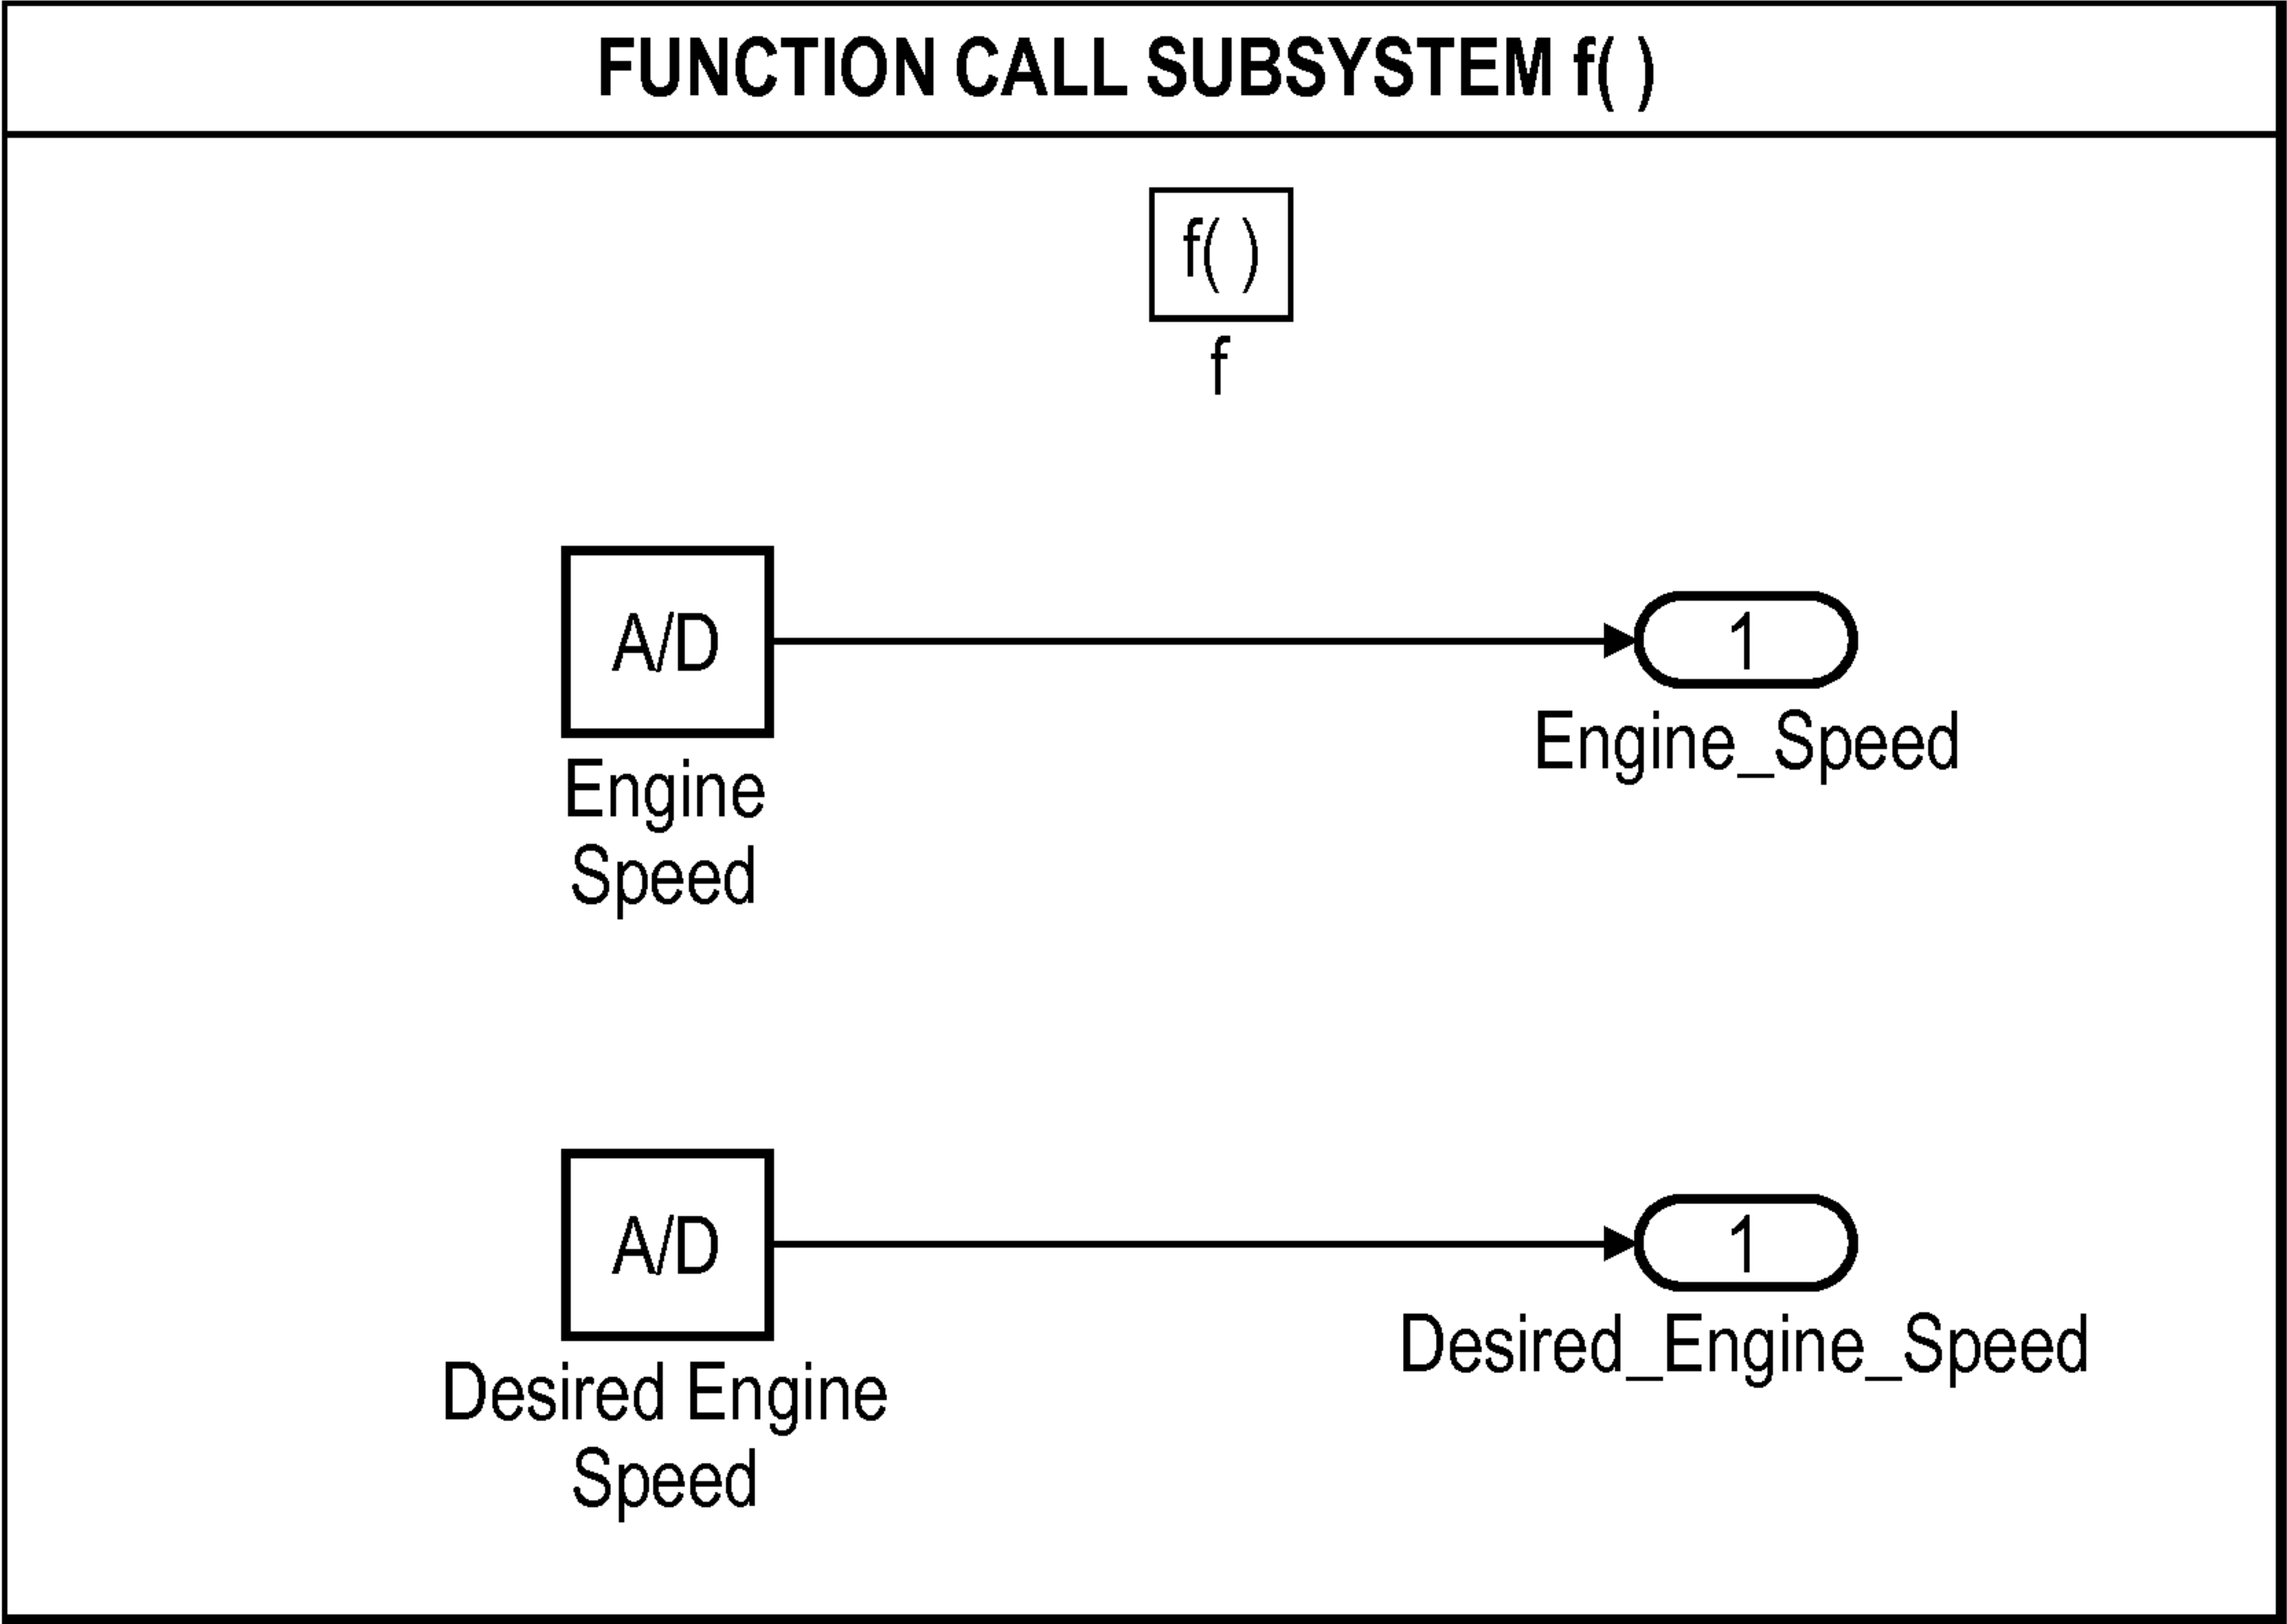 FUNCTION CALL SUBSYSTEM f( )
f( )
f
A/D
1
Engine_Speed
Engine
Speed
A/D
1
Desired_Engine_Speed
Desired Engine
Speed